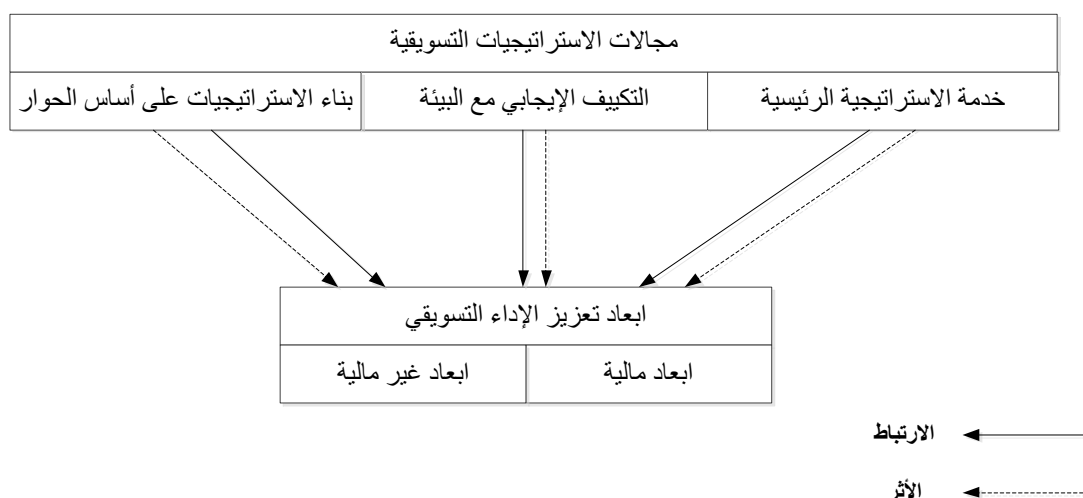 مجالات الاستراتيجيات التسويقية
خدمة الاستراتيجية الرئيسية
التكييف الإيجابي مع البيئة
بناء الاستراتيجيات على أساس الحوار
ابعاد تعزيز الإداء التسويقي
ابعاد مالية
ابعاد غير مالية
الارتباط
الأثر